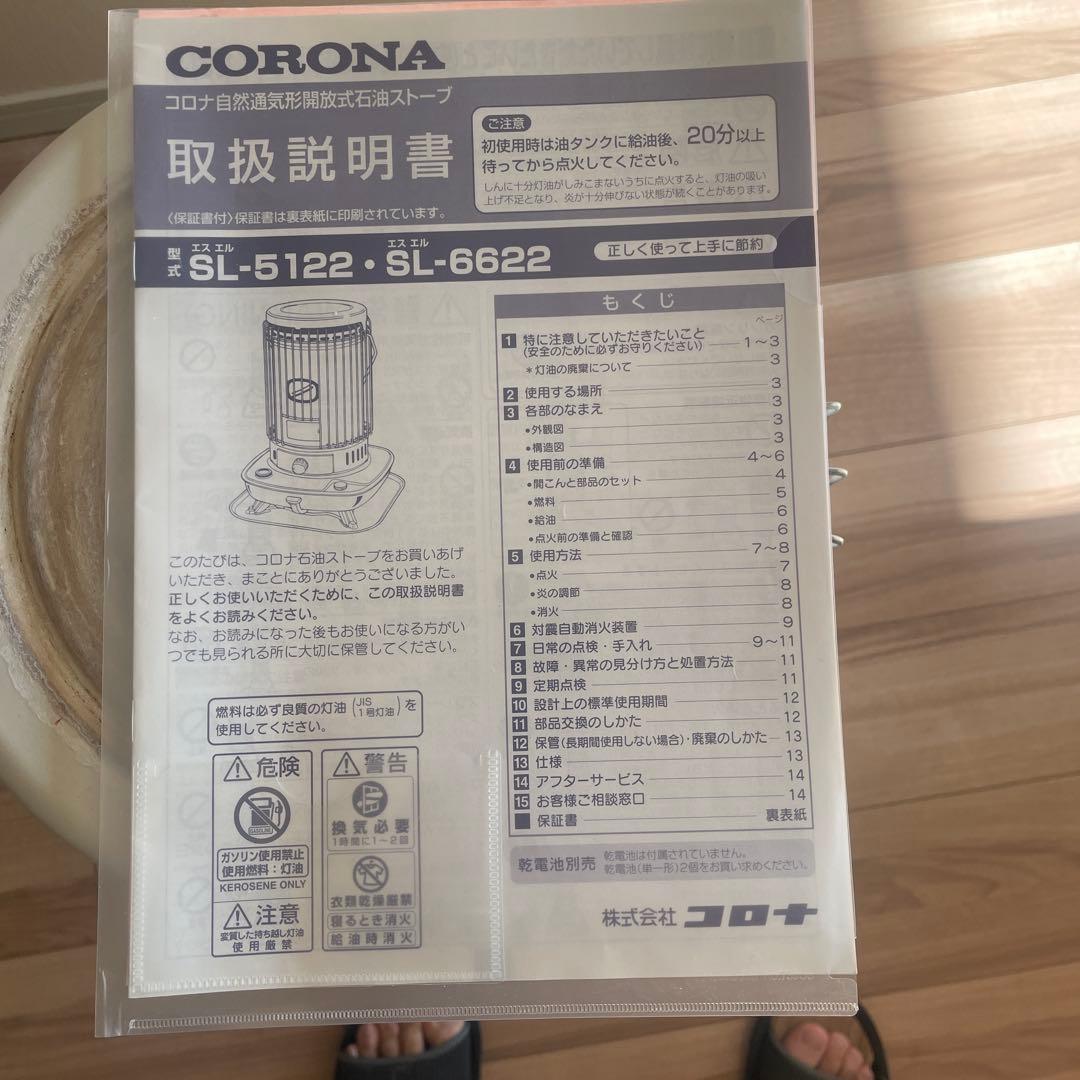 CORONA
コロナ自然通気形開放式石油ストーブ
取扱説明書
〈保証書付〉保証書は裏表紙に印刷されています。
ご注意
初使用時は油タンクに給油後、20分以上
待ってから点火してください。
しんに十分灯油がしみこまないうちに点火すると、灯油の吸い
上げ不足となり、炎が十分伸びない状態が続くことがあります。
型式 エス エル SL-5122・エス エル SL-6622
正しく使って上手に節約
このたびは、コロナ石油ストーブをお買いあげ
いただき、まことにありがとうございました。
正しくお使いいただくために、この取扱説明書
をよくお読みください。
なお、お読みになった後もお使いになる方がい
つでも見られる所に大切に保管してください。
燃料は必ず良質の灯油(JIS 1号灯油)を
使用してください。
危険
GASOLINE
ガソリン使用禁止
使用燃料：灯油
KEROSENE ONLY
注意
変質した持ち越し灯油
使用厳禁
警告
換気必要
1時間に1～2回
衣類乾燥厳禁
寝るとき消火
給油時消火
もくじ
ページ
1 特に注意していただきたいこと
(安全のために必ずお守りください) 1～3
＊灯油の廃棄について 3
2 使用する場所 3
3 各部のなまえ 3
●外観図 3
●構造図 3
4 使用前の準備 4～6
●開こんと部品のセット 4
●燃料 5
●給油 6
●点火前の準備と確認 6
5 使用方法 7～8
●点火 7
●炎の調節 8
●消火 8
6 対震自動消火装置 9
7 日常の点検・手入れ 9～11
8 故障・異常の見分け方と処置方法 11
9 定期点検 11
10 設計上の標準使用期間 12
11 部品交換のしかた 12
12 保管(長期間使用しない場合)・廃棄のしかた 13
13 仕様 13
14 アフターサービス 14
15 お客様ご相談窓口 14
■ 保証書 裏表紙
乾電池別売
乾電池は付属されていません。
乾電池(単一形)2個をお買い求めください。
株式会社 コロナ